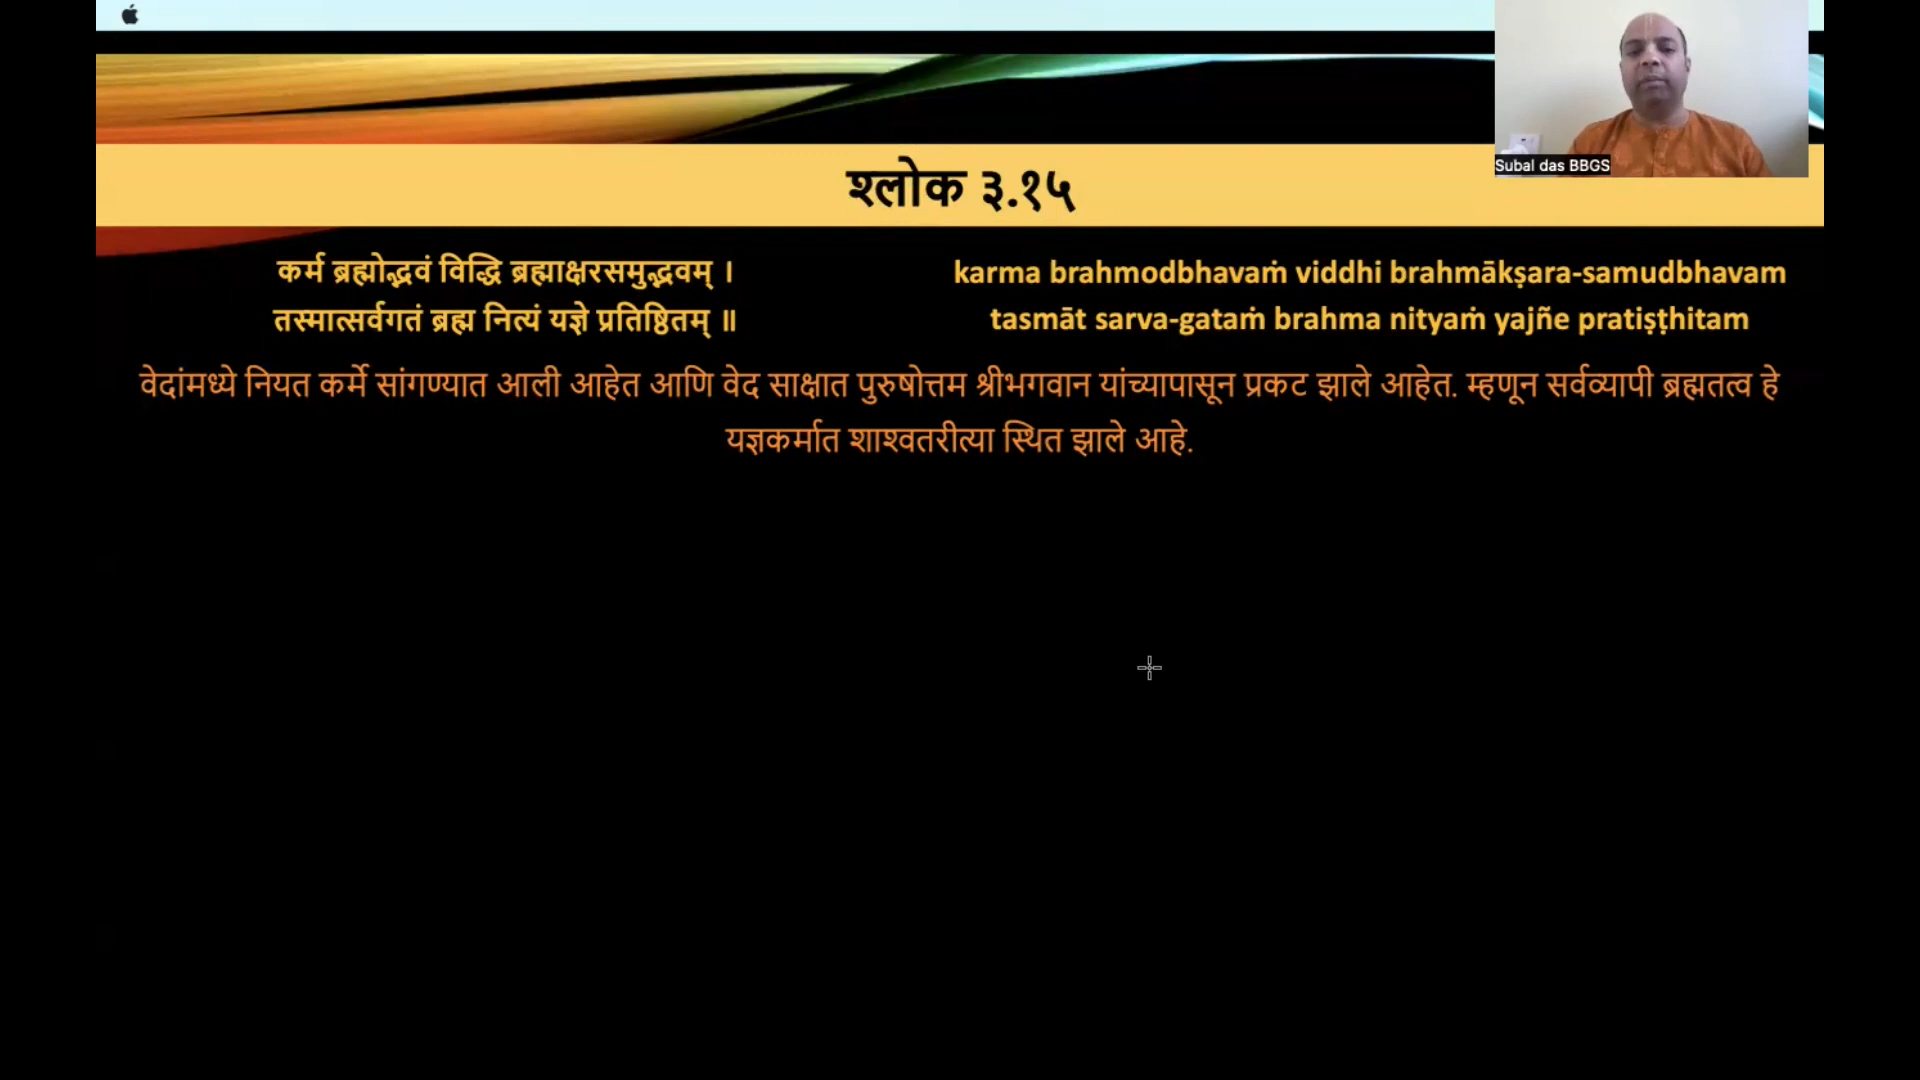 Subal das BBGS
श्लोक ३.१५
कर्म ब्रह्मोद्भवं विद्धि ब्रह्माक्षरसमुद्भवम् ।
तस्मात्सर्वगतं ब्रह्म नित्यं यज्ञे प्रतिष्ठितम् ॥
karma brahmodbhavaṁ viddhi brahmākṣara-samudbhavam
tasmāt sarva-gataṁ brahma nityaṁ yajñe pratiṣṭhitam
वेदांमध्ये नियत कर्मे सांगण्यात आली आहेत आणि वेद साक्षात पुरुषोत्तम श्रीभगवान यांच्यापासून प्रकट झाले आहेत. म्हणून सर्वव्यापी ब्रह्मतत्व हे
यज्ञकर्मात शाश्वतरीत्या स्थित झाले आहे.